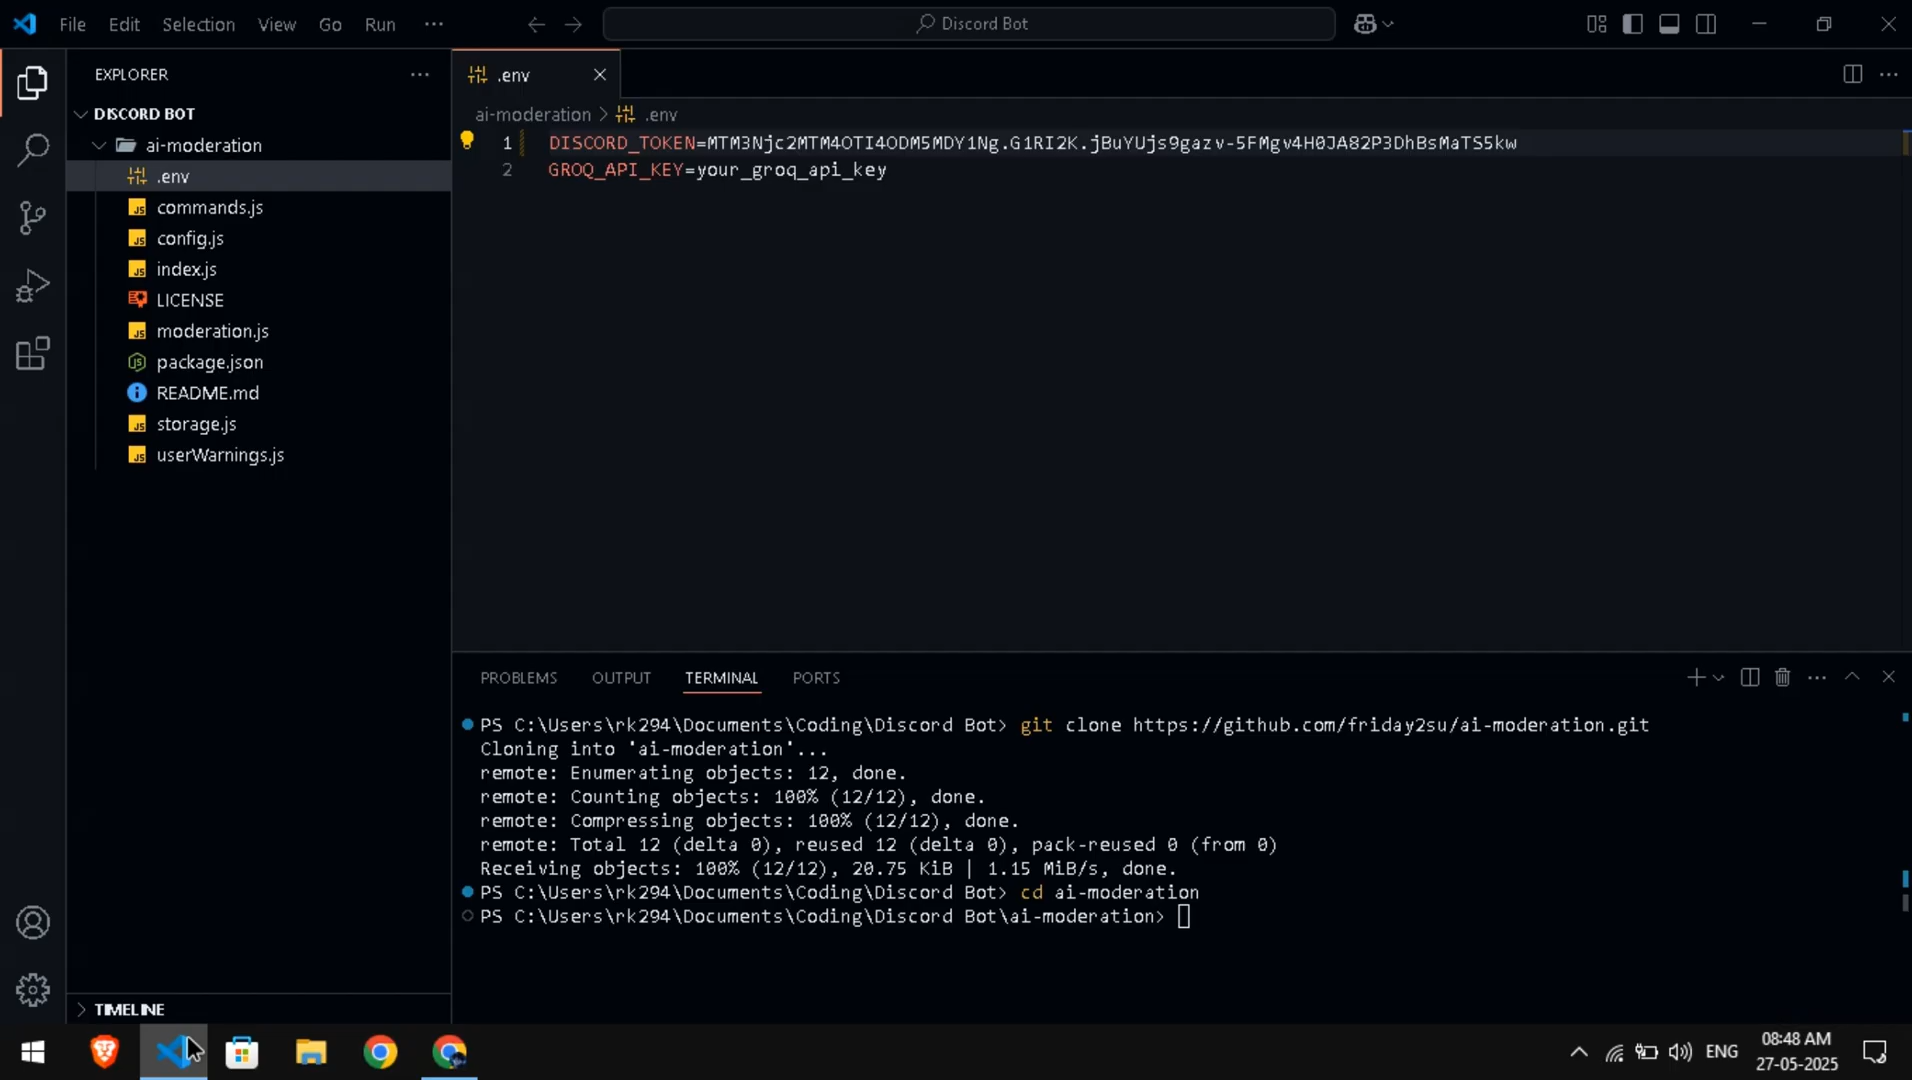 File Edit Selection View Go Run ···
Discord Bot
EXPLORER
DISCORD BOT
ai-moderation
.env
commands.js
config.js
index.js
LICENSE
moderation.js
package.json
README.md
storage.js
userWarnings.js
TIMELINE
.env
ai-moderation > .env
1 DISCORD_TOKEN=MTM3Njc2MTM4OTI4ODM5MDY1Ng.G1RI2K.jBuYUjs9gazv-5FMgv4H0JA82P3DhBsMaTS5kw
2 GROQ_API_KEY=your_groq_api_key
PROBLEMS OUTPUT TERMINAL PORTS
PS C:\Users\rk294\Documents\Coding\Discord Bot> git clone https://github.com/friday2su/ai-moderation.git
Cloning into 'ai-moderation'...
remote: Enumerating objects: 12, done.
remote: Counting objects: 100% (12/12), done.
remote: Compressing objects: 100% (12/12), done.
remote: Total 12 (delta 0), reused 12 (delta 0), pack-reused 0 (from 0)
Receiving objects: 100% (12/12), 20.75 KiB | 1.15 MiB/s, done.
PS C:\Users\rk294\Documents\Coding\Discord Bot> cd ai-moderation
PS C:\Users\rk294\Documents\Coding\Discord Bot\ai-moderation>
ENG
08:48 AM
27-05-2025